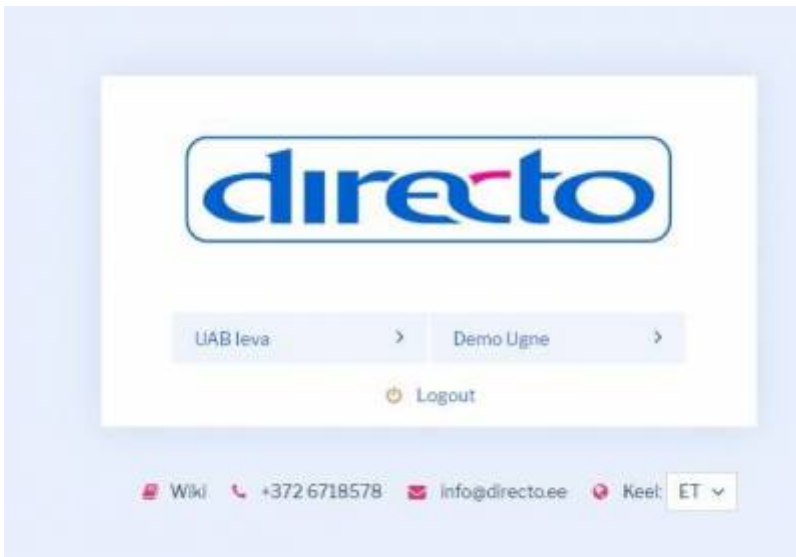 directo
UAB Ieva Demo Ugne
Logout
Wiki +372 6718578 info@directo.ee Keel: ET